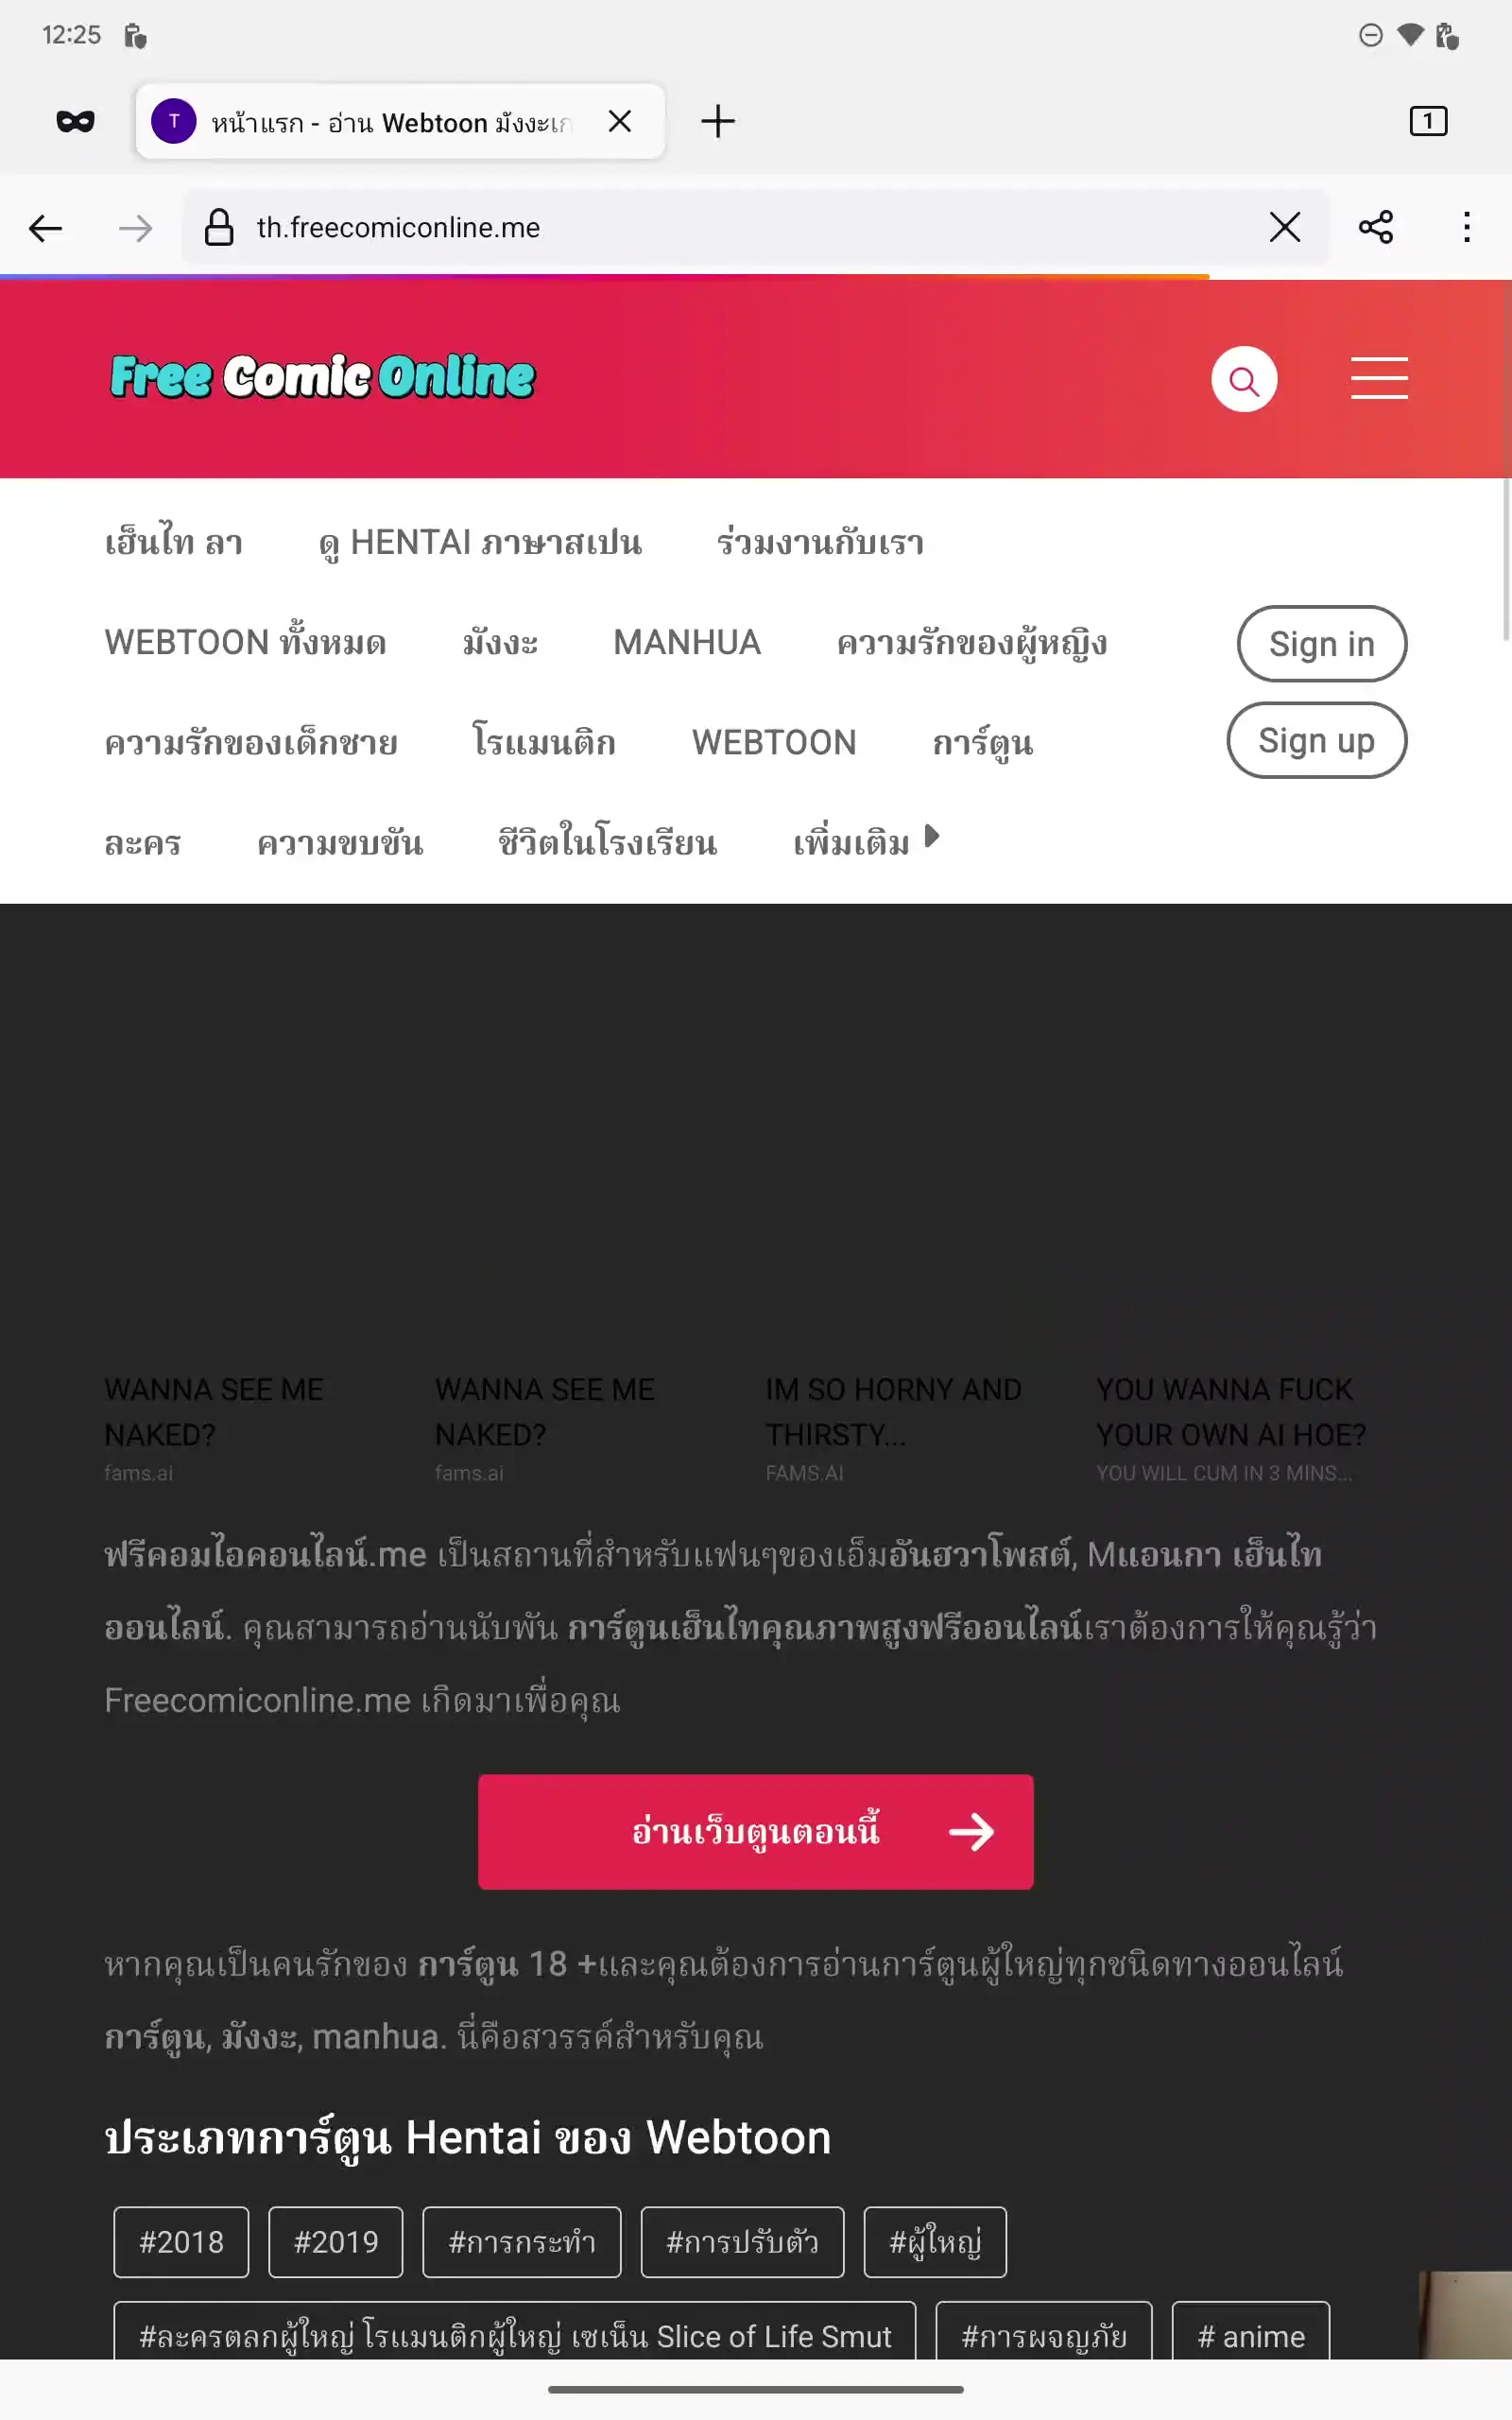 12:25
T หน้าแรก - อ่าน Webtoon มังงะเก
1
th.freecomiconline.me
Free Comic Online
เฮ็นไท ลา ดู HENTAI ภาษาสเปน ร่วมงานกับเรา
WEBTOON ทั้งหมด มังงะ MANHUA ความรักของผู้หญิง
Sign in
ความรักของเด็กชาย โรแมนติก WEBTOON การ์ตูน
Sign up
ละคร ความขบขัน ชีวิตในโรงเรียน เพิ่มเติม
WANNA SEE ME
NAKED?
fams.ai
WANNA SEE ME
NAKED?
fams.ai
IM SO HORNY AND
THIRSTY...
FAMS.AI
YOU WANNA FUCK
YOUR OWN AI HOE?
YOU WILL CUM IN 3 MINS...
ฟรีคอมไอคอนไลน์.me เป็นสถานที่สำหรับแฟนๆของเอ็มอันฮวาโพสต์, Mแอนกา เฮ็นไท
ออนไลน์. คุณสามารถอ่านนับพัน การ์ตูนเฮ็นไทคุณภาพสูงฟรีออนไลน์เราต้องการให้คุณรู้ว่า
Freecomiconline.me เกิดมาเพื่อคุณ
อ่านเว็บตูนตอนนี้
หากคุณเป็นคนรักของ การ์ตูน 18 +และคุณต้องการอ่านการ์ตูนผู้ใหญ่ทุกชนิดทางออนไลน์
การ์ตูน, มังงะ, manhua. นี่คือสวรรค์สำหรับคุณ
ประเภทการ์ตูน Hentai ของ Webtoon
#2018 #2019 #การกระทำ #การปรับตัว #ผู้ใหญ่
#ละครตลกผู้ใหญ่ โรแมนติกผู้ใหญ่ เซเน็น Slice of Life Smut #การผจญภัย # anime